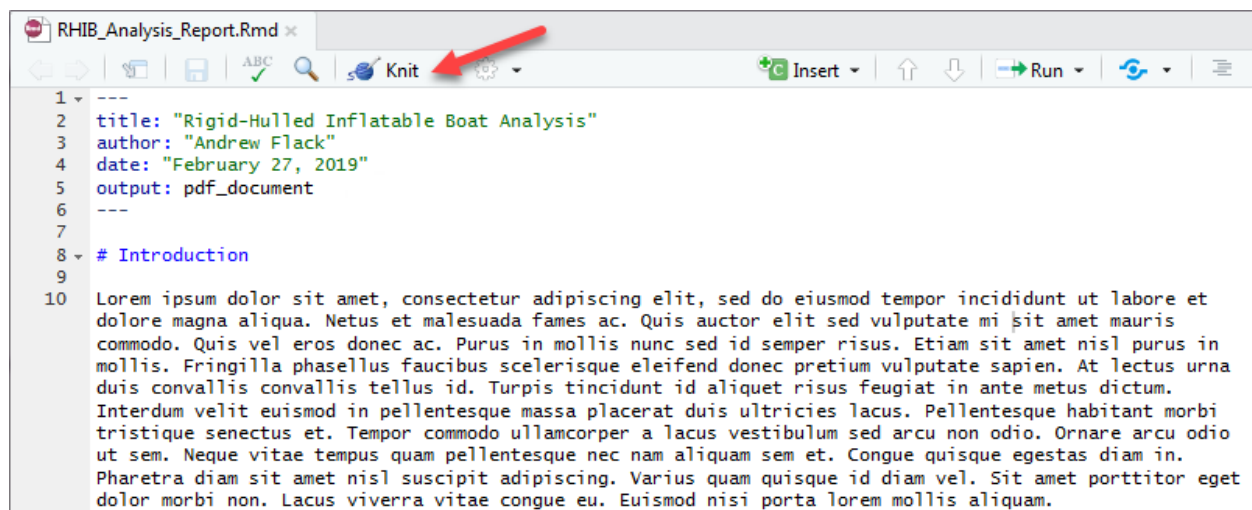 RHIB_Analysis_Report.Rmd
ABC Knit Insert Run
1 ---
2 title: "Rigid-Hulled Inflatable Boat Analysis"
3 author: "Andrew Flack"
4 date: "February 27, 2019"
5 output: pdf_document
6 ---
7
8 # Introduction
9
10 Lorem ipsum dolor sit amet, consectetur adipiscing elit, sed do eiusmod tempor incididunt ut labore et
dolore magna aliqua. Netus et malesuada fames ac. Quis auctor elit sed vulputate mi sit amet mauris
commodo. Quis vel eros donec ac. Purus in mollis nunc sed id semper risus. Etiam sit amet nisl purus in
mollis. Fringilla phasellus faucibus scelerisque eleifend donec pretium vulputate sapien. At lectus urna
duis convallis convallis tellus id. Turpis tincidunt id aliquet risus feugiat in ante metus dictum.
Interdum velit euismod in pellentesque massa placerat duis ultricies lacus. Pellentesque habitant morbi
tristique senectus et. Tempor commodo ullamcorper a lacus vestibulum sed arcu non odio. Ornare arcu odio
ut sem. Neque vitae tempus quam pellentesque nec nam aliquam sem et. Congue quisque egestas diam in.
Pharetra diam sit amet nisl suscipit adipiscing. Varius quam quisque id diam vel. Sit amet porttitor eget
dolor morbi non. Lacus viverra vitae congue eu. Euismod nisi porta lorem mollis aliquam.